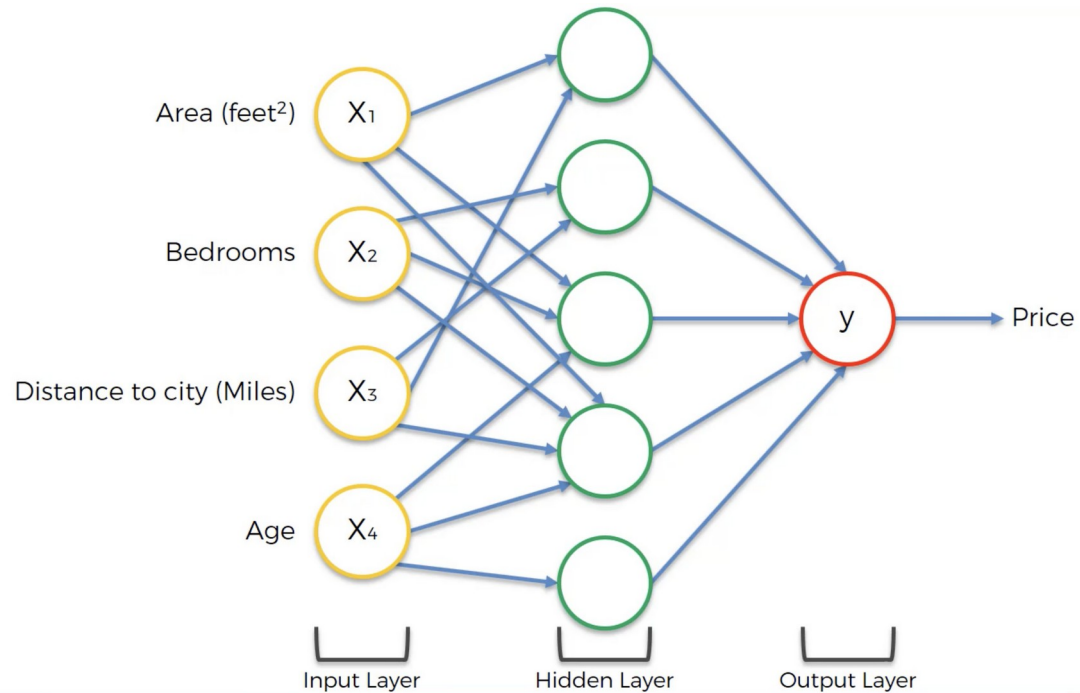 Area (feet²)
X₁
Bedrooms
X₂
Distance to city (Miles)
X₃
Age
X₄
y
Price
Input Layer
Hidden Layer
Output Layer